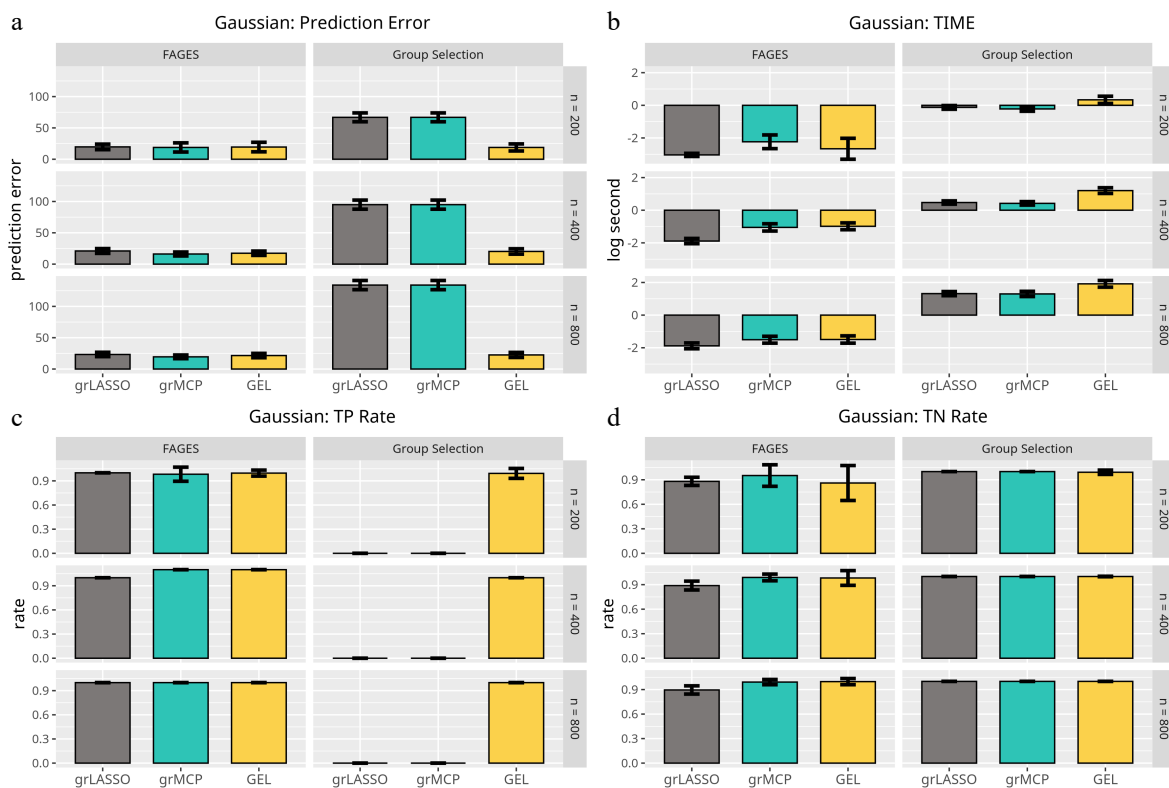 a
Gaussian: Prediction Error
FAGES
Group Selection
prediction error
100
50
0
n = 200
100
50
0
n = 400
100
50
0
n = 800
grLASSO grMCP GEL grLASSO grMCP GEL
b
Gaussian: TIME
FAGES
Group Selection
log second
2
0
-2
n = 200
2
0
-2
n = 400
2
0
-2
n = 800
grLASSO grMCP GEL grLASSO grMCP GEL
c
Gaussian: TP Rate
FAGES
Group Selection
rate
0.9
0.6
0.3
0.0
n = 200
0.9
0.6
0.3
0.0
n = 400
0.9
0.6
0.3
0.0
n = 800
grLASSO grMCP GEL grLASSO grMCP GEL
d
Gaussian: TN Rate
FAGES
Group Selection
rate
0.9
0.6
0.3
0.0
n = 200
0.9
0.6
0.3
0.0
n = 400
0.9
0.6
0.3
0.0
n = 800
grLASSO grMCP GEL grLASSO grMCP GEL